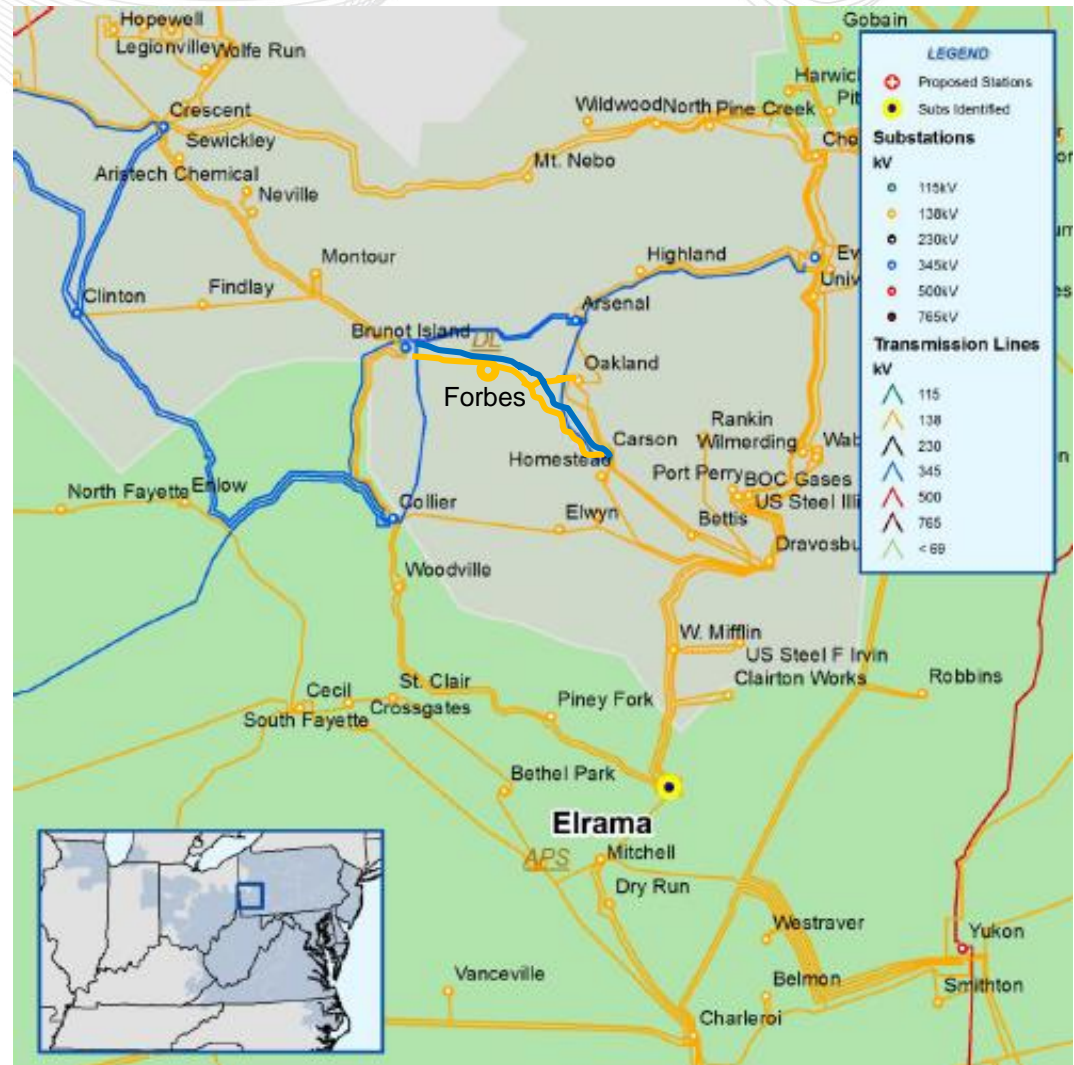 Hopewell
Gobain
Legionville
Wolfe Run
LEGEND
Proposed Stations
Subs Identified
Substations
kV
115kV
138kV
230kV
345kV
500kV
765kV
Transmission Lines
kV
115
138
230
345
500
765
< 69
Crescent
Wildwood
North
Pine Creek
Sewickley
Mt. Nebo
Aristech Chemical
Neville
Montour
Highland
Findlay
Clinton
Arsenal
Brunot Island
DL
Oakland
Forbes
Rankin
Carson
Wilmerding
Homestead
Port Perry
BOC Gases
North Fayette
Enlow
Collier
Elwyn
Bettis
Woodville
W. Mifflin
US Steel F Irvin
Clairton Works
Robbins
St. Clair
Cecil
Crossgates
Piney Fork
South Fayette
Bethel Park
Elrama
APS
Mitchell
Dry Run
Westraver
Yukon
Vanceville
Belmon
Smithton
Charleroi